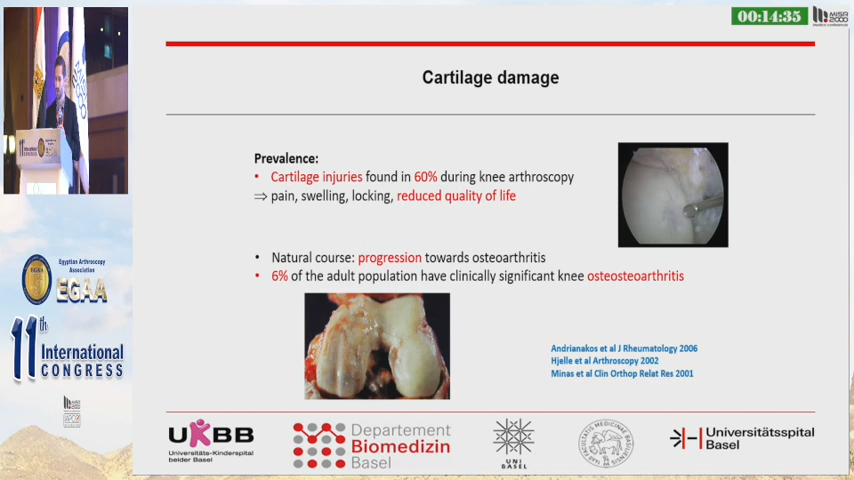 00:14:35
MISR
2000
Cartilage damage
Prevalence:
• Cartilage injuries found in 60% during knee arthroscopy
⇒ pain, swelling, locking, reduced quality of life
• Natural course: progression towards osteoarthritis
• 6% of the adult population have clinically significant knee osteosteoarthritis
Andrianakos et al J Rheumatology 2006
Hjelle et al Arthroscopy 2002
Minas et al Clin Orthop Relat Res 2001
Egyptian Arthroscopy
Association
EGAA
11th
International
CONGRESS
UKBB
Universitäts-Kinderspital
beider Basel
Departement
Biomedizin
Basel
UNI
BASEL
Universitätsspital
Basel